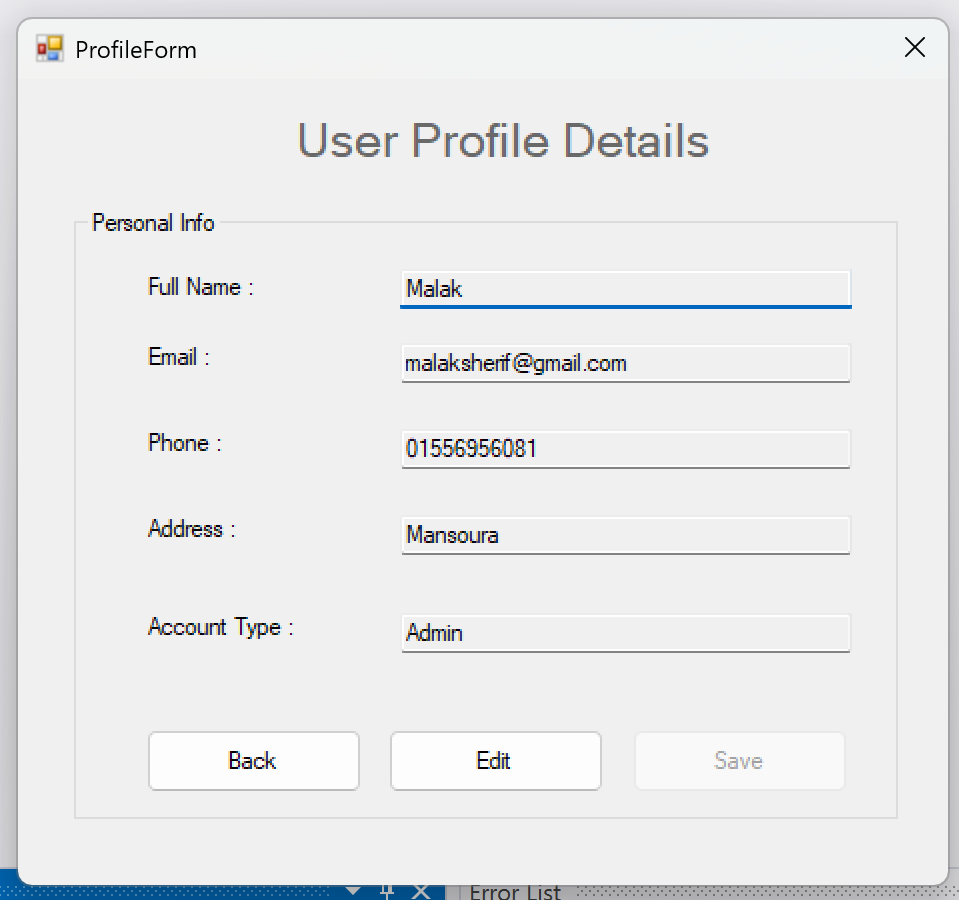 ProfileForm
User Profile Details
Personal Info
Full Name :
Malak
Email :
malaksherif@gmail.com
Phone :
01556956081
Address :
Mansoura
Account Type :
Admin
Back
Edit
Save
Error List